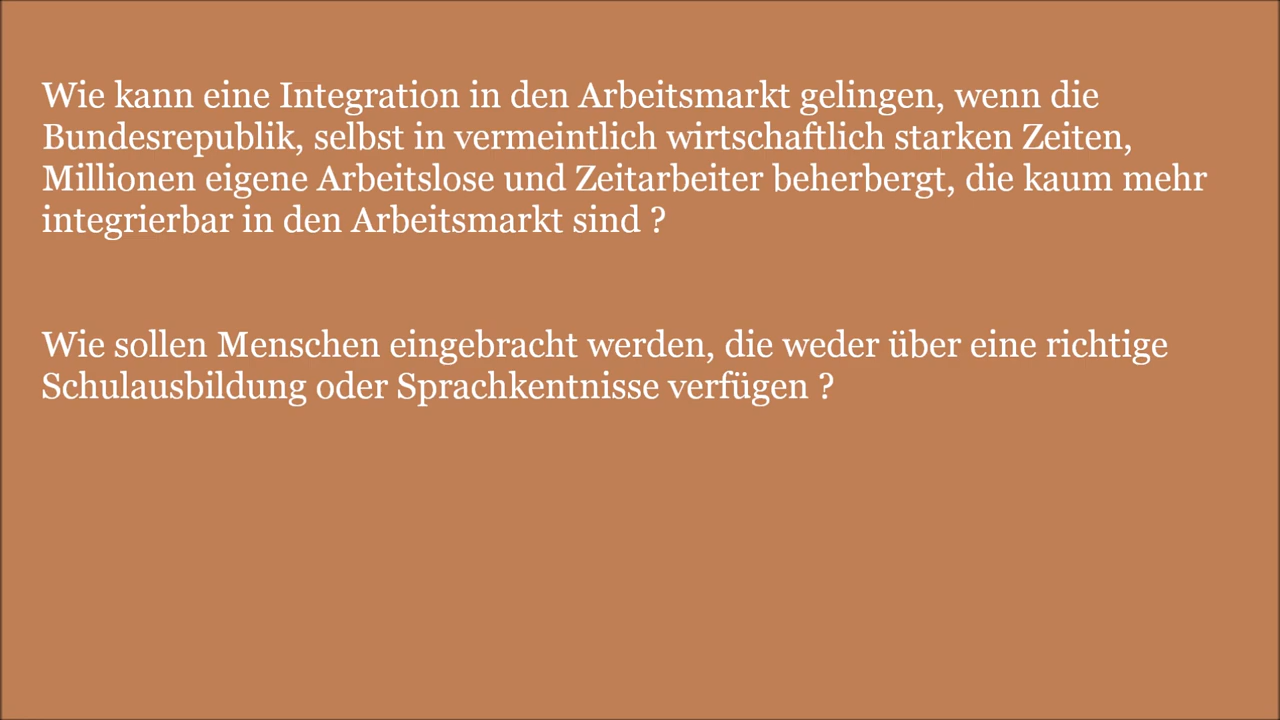 Wie kann eine Integration in den Arbeitsmarkt gelingen, wenn die
Bundesrepublik, selbst in vermeintlich wirtschaftlich starken Zeiten,
Millionen eigene Arbeitslose und Zeitarbeiter beherbergt, die kaum mehr
integrierbar in den Arbeitsmarkt sind ?
Wie sollen Menschen eingebracht werden, die weder über eine richtige
Schulausbildung oder Sprachkentnisse verfügen ?